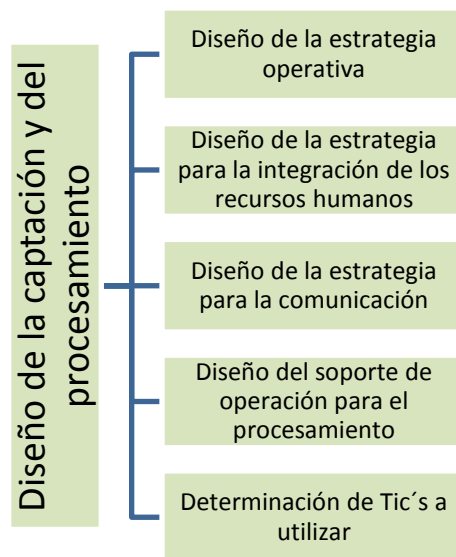 Diseño de la captación y del
procesamiento
Diseño de la estrategia
operativa
Diseño de la estrategia
para la integración de los
recursos humanos
Diseño de la estrategia
para la comunicación
Diseño del soporte de
operación para el
procesamiento
Determinación de Tic´s a
utilizar